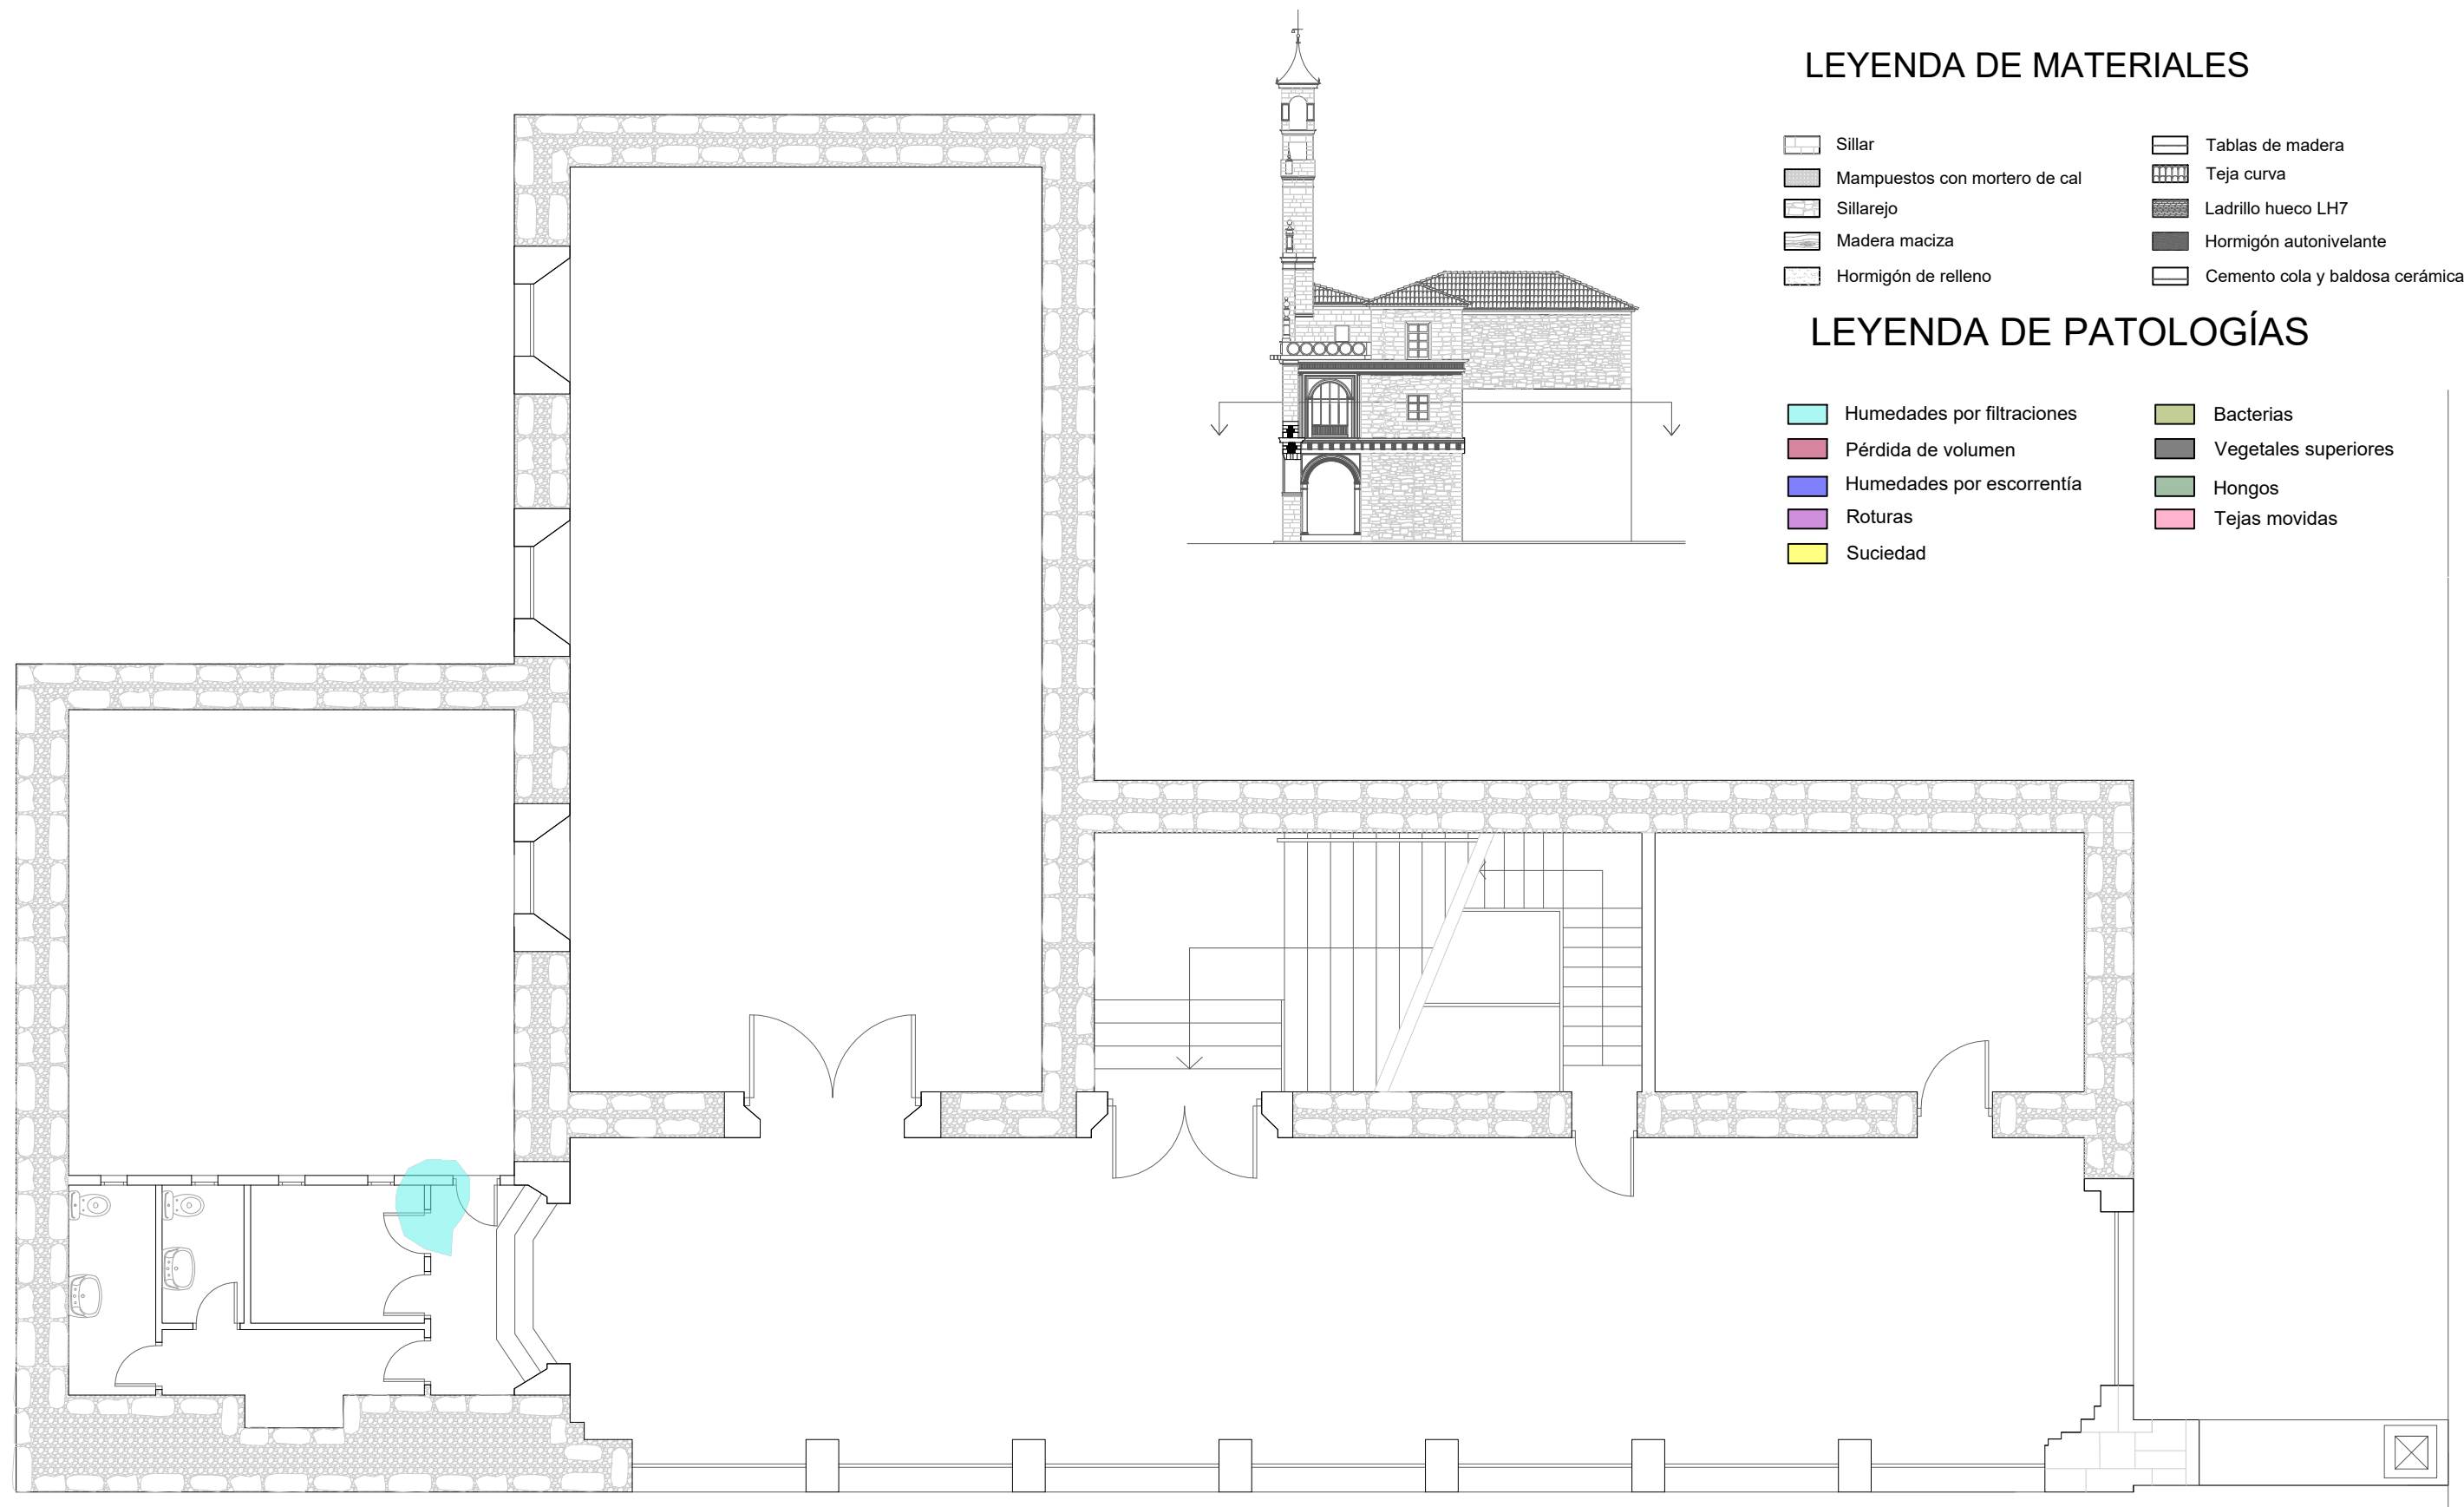 LEYENDA DE MATERIALES
Sillar
Mampuestos con mortero de cal
Sillarejo
Madera maciza
Hormigón de relleno
Tablas de madera
Teja curva
Ladrillo hueco LH7
Hormigón autonivelante
Cemento cola y baldosa cerámica
LEYENDA DE PATOLOGÍAS
Humedades por filtraciones
Pérdida de volumen
Humedades por escorrentía
Roturas
Suciedad
Bacterias
Vegetales superiores
Hongos
Tejas movidas